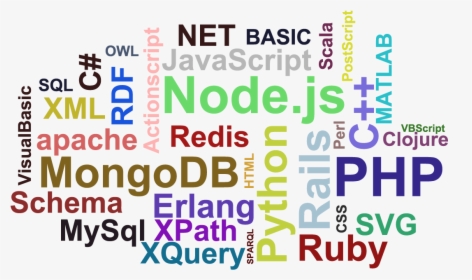 OWL
NET
BASIC
Scala
PostScript
SQL
C#
RDF
Actionscript
JavaScript
MATLAB
VisualBasic
XML
Node.js
C++
apache
Redis
Perl
VBScript
Clojure
MongoDB
HTML
Python
Rails
PHP
Schema
Erlang
CSS
SVG
MySql
XPath
XQuery
SPARQL
Ruby